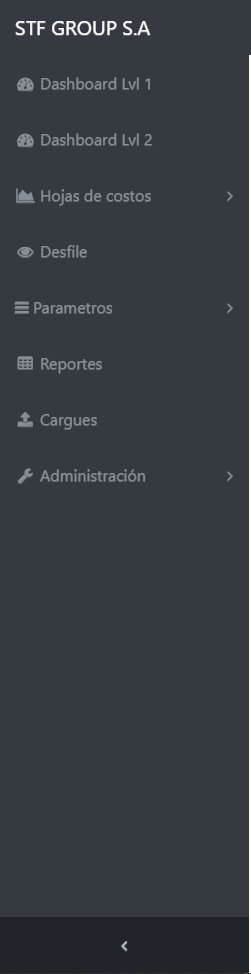 STF GROUP S.A
Dashboard Lvl 1
Dashboard Lvl 2
Hojas de costos
Desfile
Parametros
Reportes
Cargues
Administración